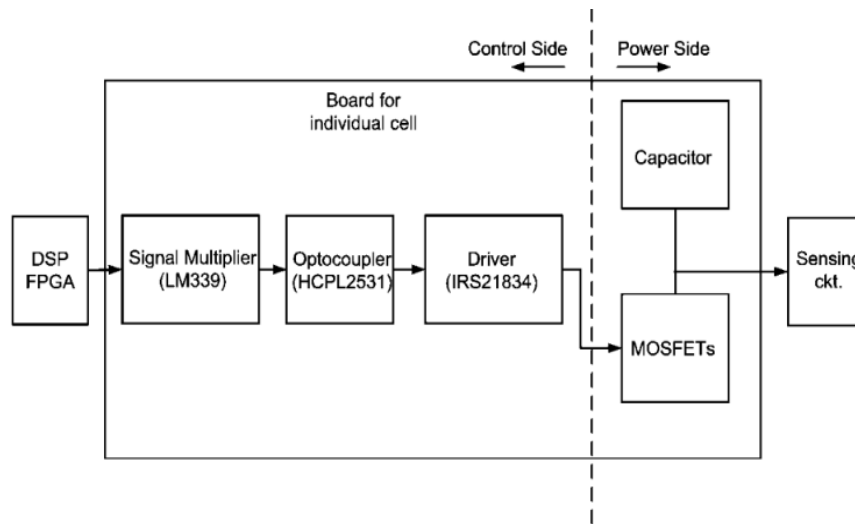 Control Side
Power Side
Board for
individual cell
Capacitor
DSP
FPGA
Signal Multiplier
(LM339)
Optocoupler
(HCPL2531)
Driver
(IRS21834)
MOSFETs
Sensing
ckt.